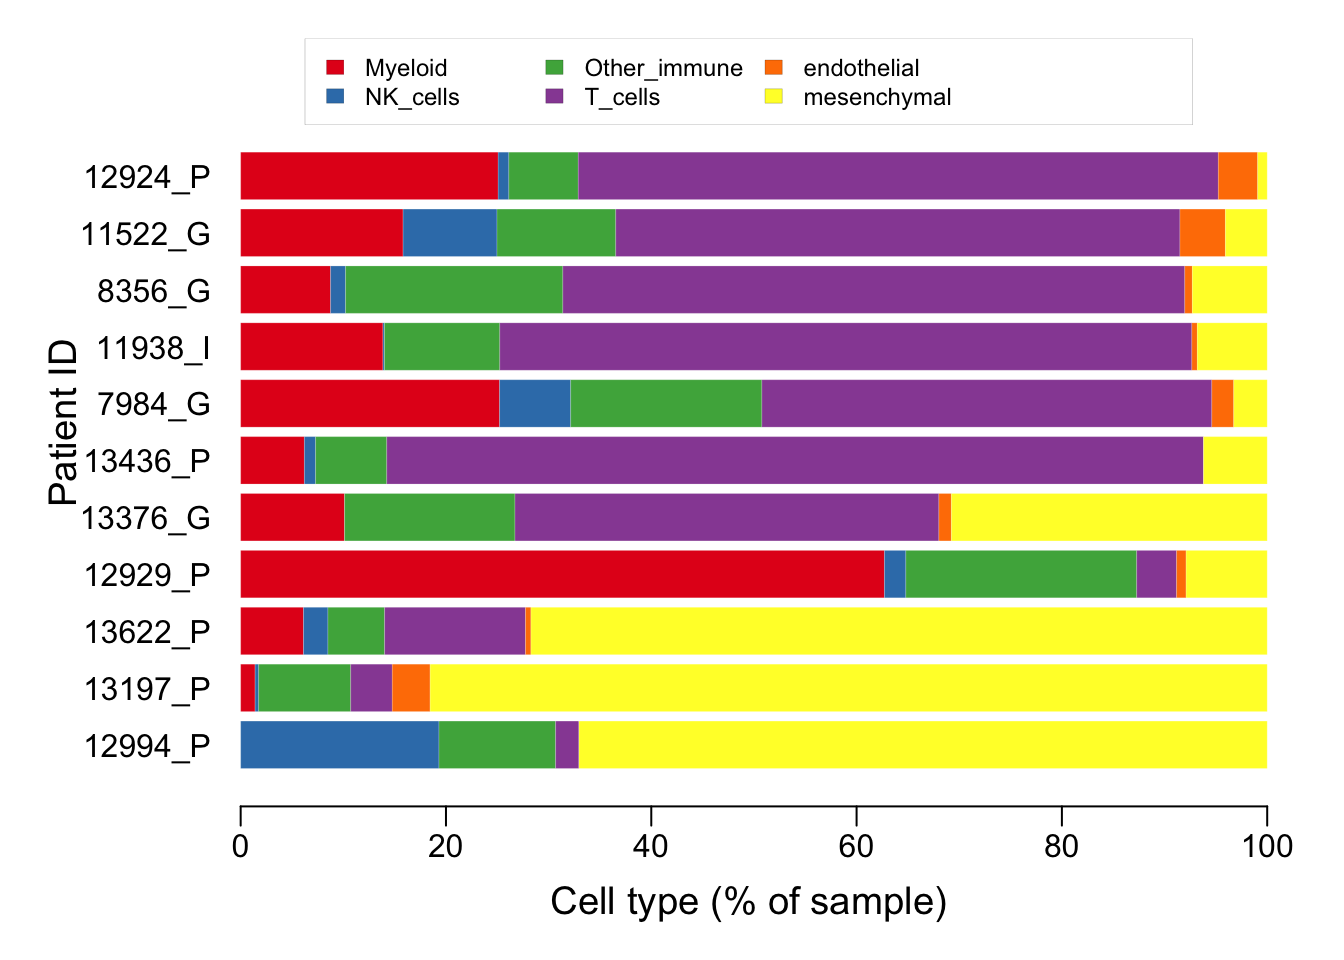 Myeloid Other_immune endothelial
NK_cells T_cells mesenchymal
12924_P
11522_G
8356_G
11938_I
7984_G
13436_P
13376_G
12929_P
13622_P
13197_P
12994_P
Patient ID
0 20 40 60 80 100
Cell type (% of sample)